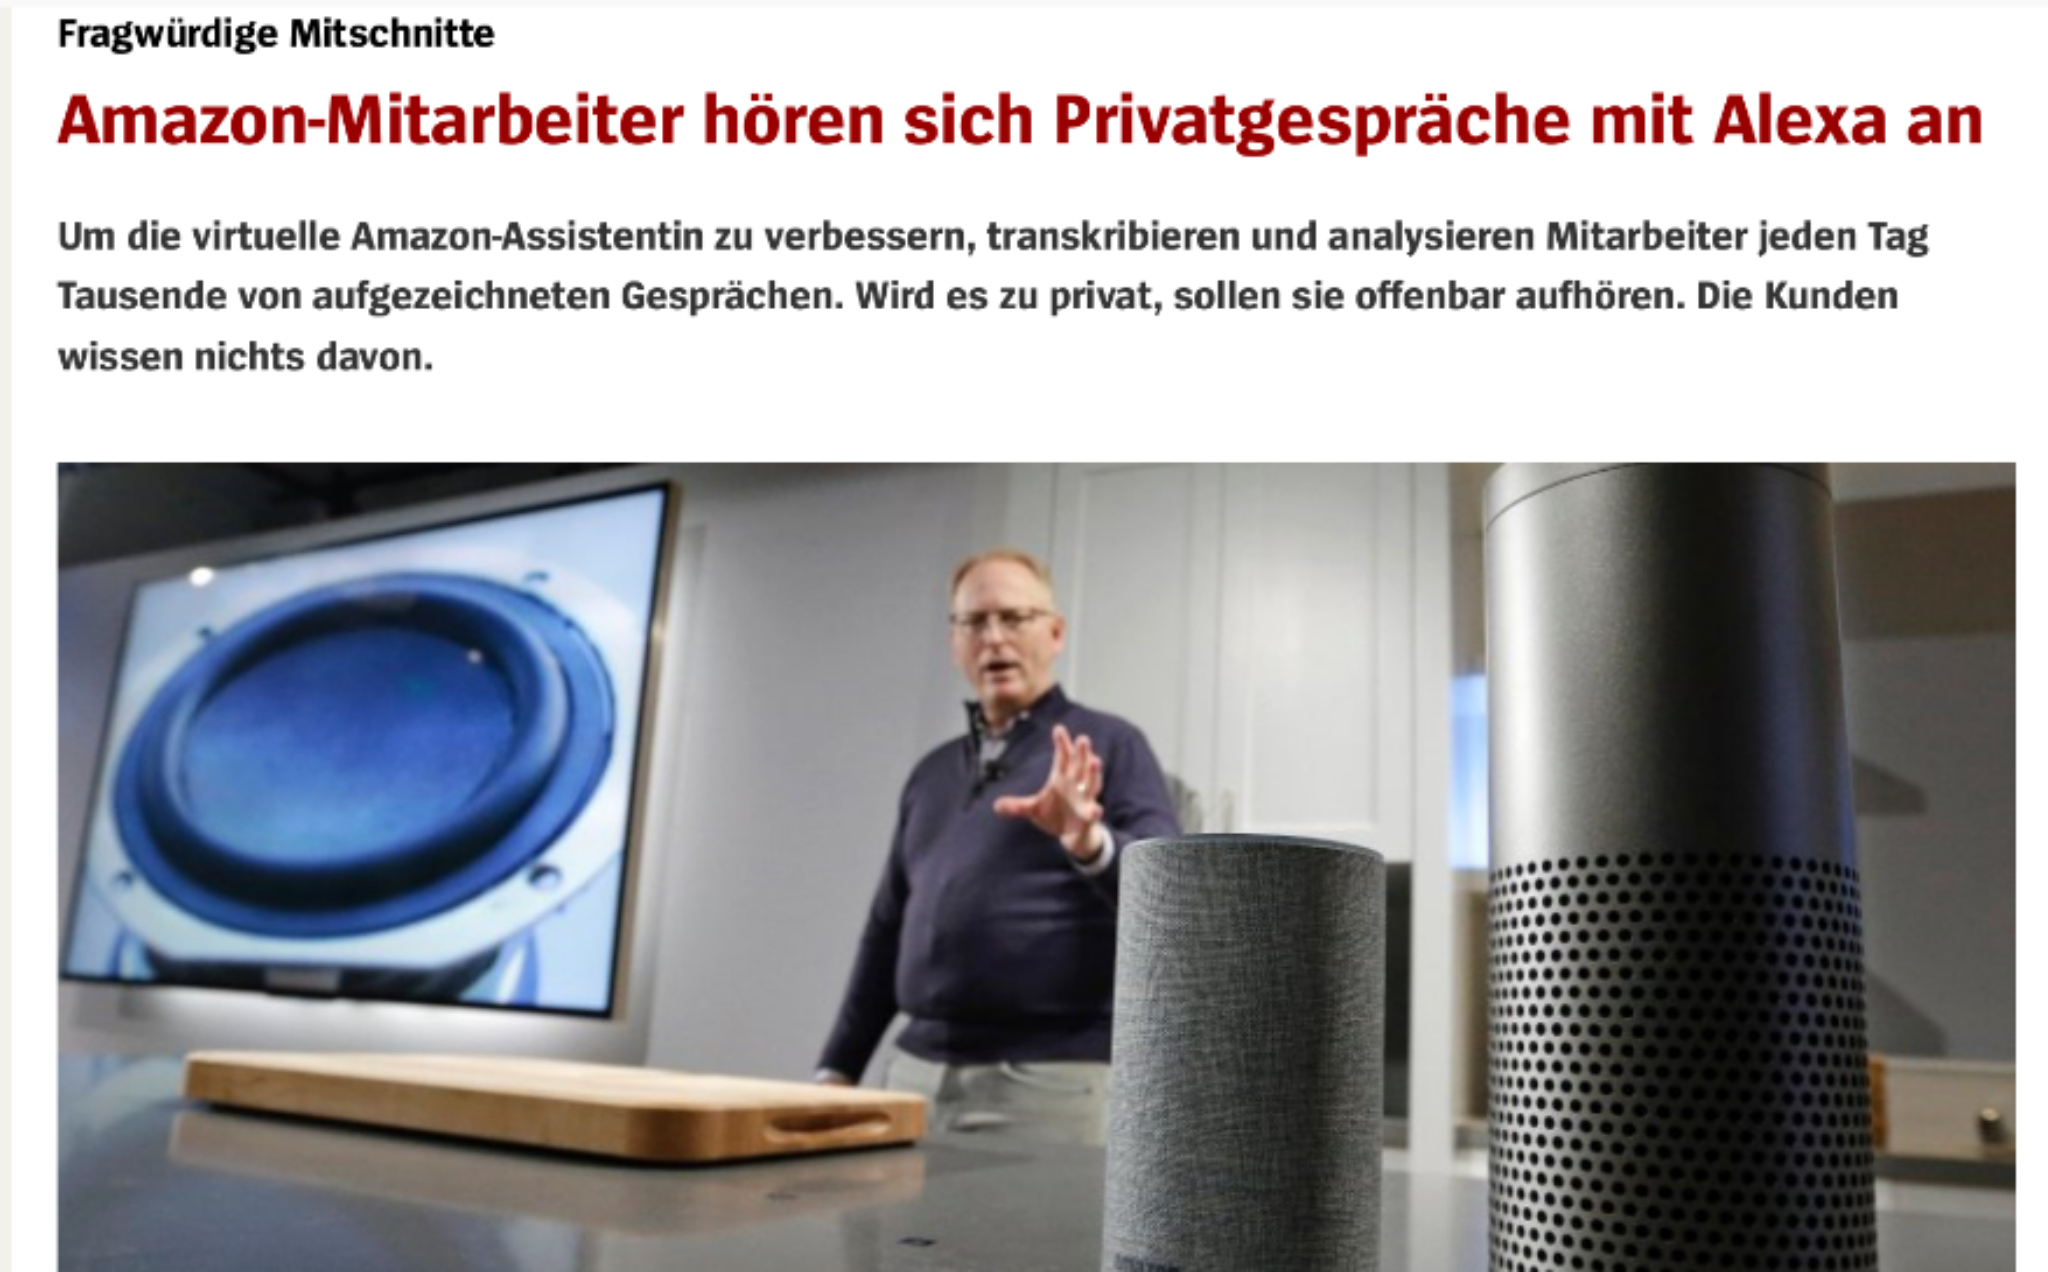 Fragwürdige Mitschnitte
Amazon-Mitarbeiter hören sich Privatgespräche mit Alexa an
Um die virtuelle Amazon-Assistentin zu verbessern, transkribieren und analysieren Mitarbeiter jeden Tag
Tausende von aufgezeichneten Gesprächen. Wird es zu privat, sollen sie offenbar aufhören. Die Kunden
wissen nichts davon.